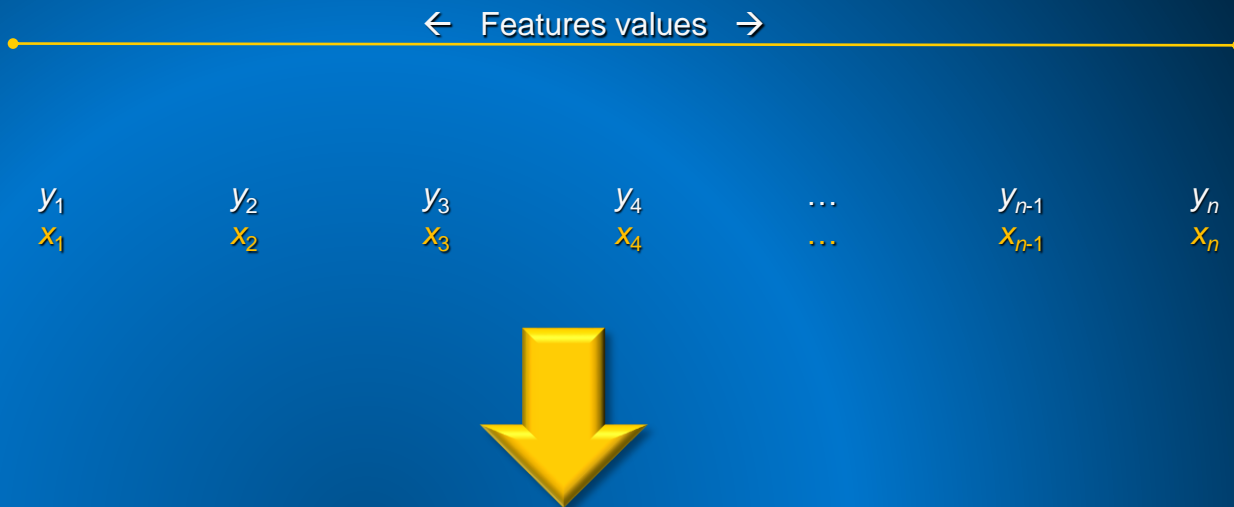 ← Features values →
y₁ y₂ y₃ y₄ … yₙ₋₁ yₙ
x₁ x₂ x₃ x₄ … xₙ₋₁ xₙ